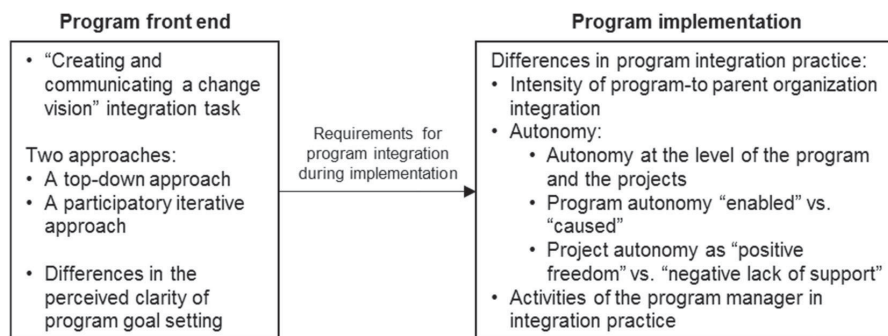 Program front end
• "Creating and
communicating a change
vision" integration task
Two approaches:
• A top-down approach
• A participatory iterative
approach
• Differences in the
perceived clarity of
program goal setting
Requirements for
program integration
during implementation
Program implementation
Differences in program integration practice:
• Intensity of program-to parent organization
integration
• Autonomy:
• Autonomy at the level of the program
and the projects
• Program autonomy "enabled" vs.
"caused"
• Project autonomy as "positive
freedom" vs. "negative lack of support"
• Activities of the program manager in
integration practice